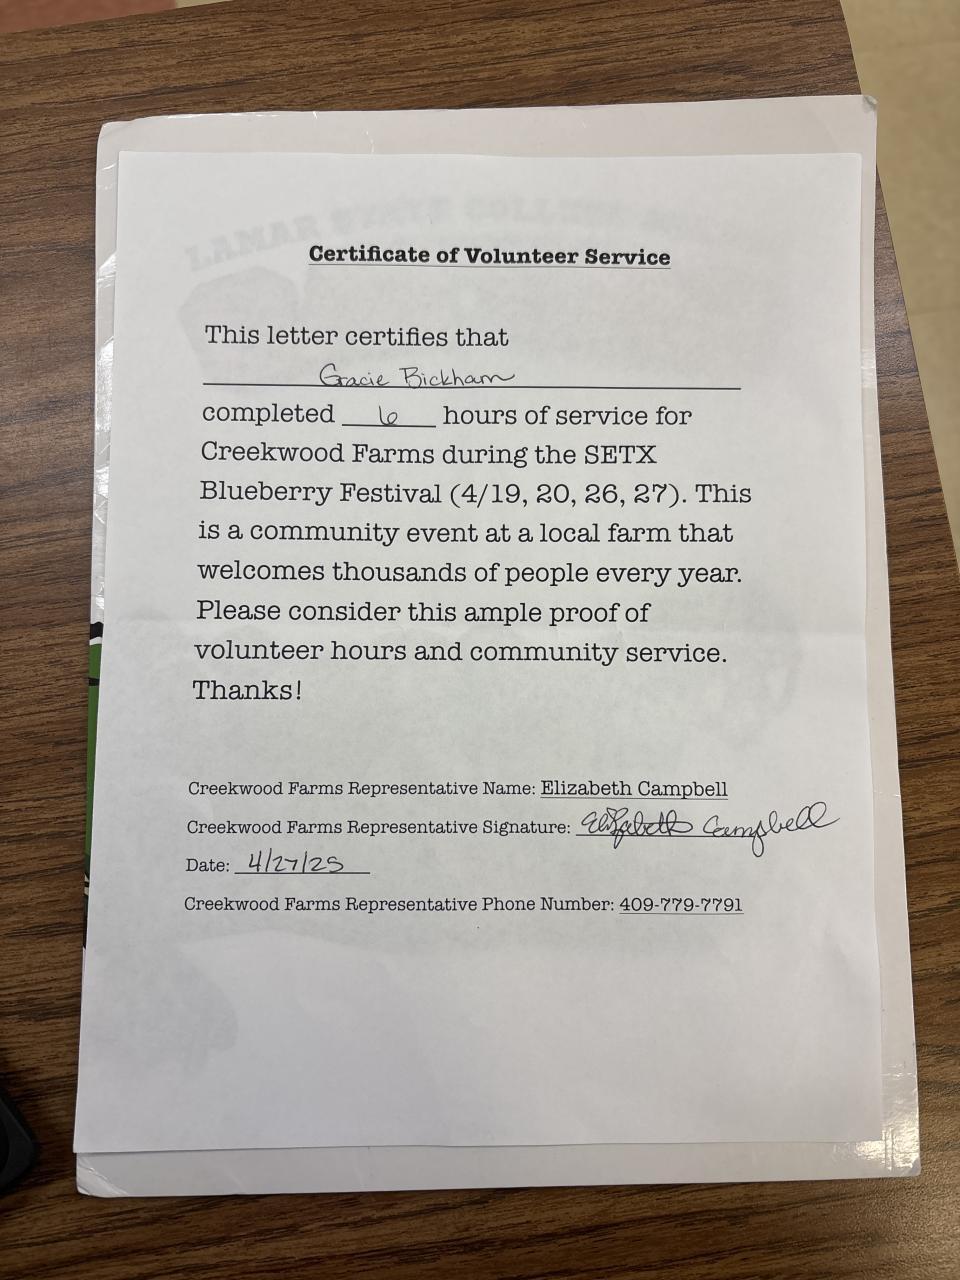 LAMAR STATE COLLEGE
Certificate of Volunteer Service
This letter certifies that
Gracie Bickham
completed 6 hours of service for
Creekwood Farms during the SETX
Blueberry Festival (4/19, 20, 26, 27). This
is a community event at a local farm that
welcomes thousands of people every year.
Please consider this ample proof of
volunteer hours and community service.
Thanks!
Creekwood Farms Representative Name: Elizabeth Campbell
Creekwood Farms Representative Signature: Elizabeth Campbell
Date: 4/27/25
Creekwood Farms Representative Phone Number: 409-779-7791